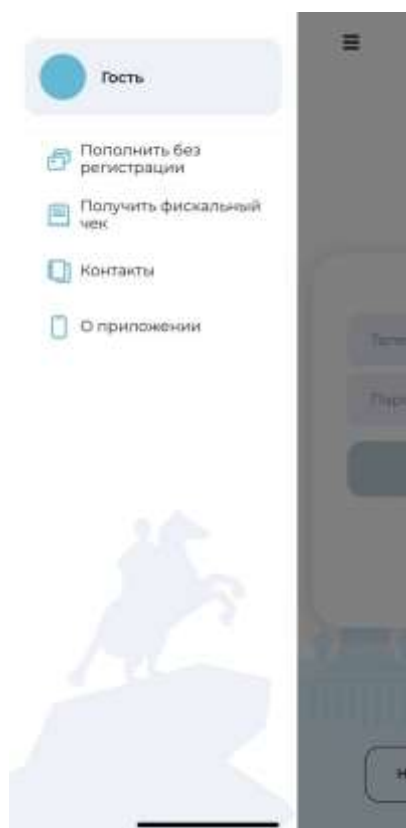 Гость
Пополнить без
регистрации
Получить фискальный
чек
Контакты
О приложении